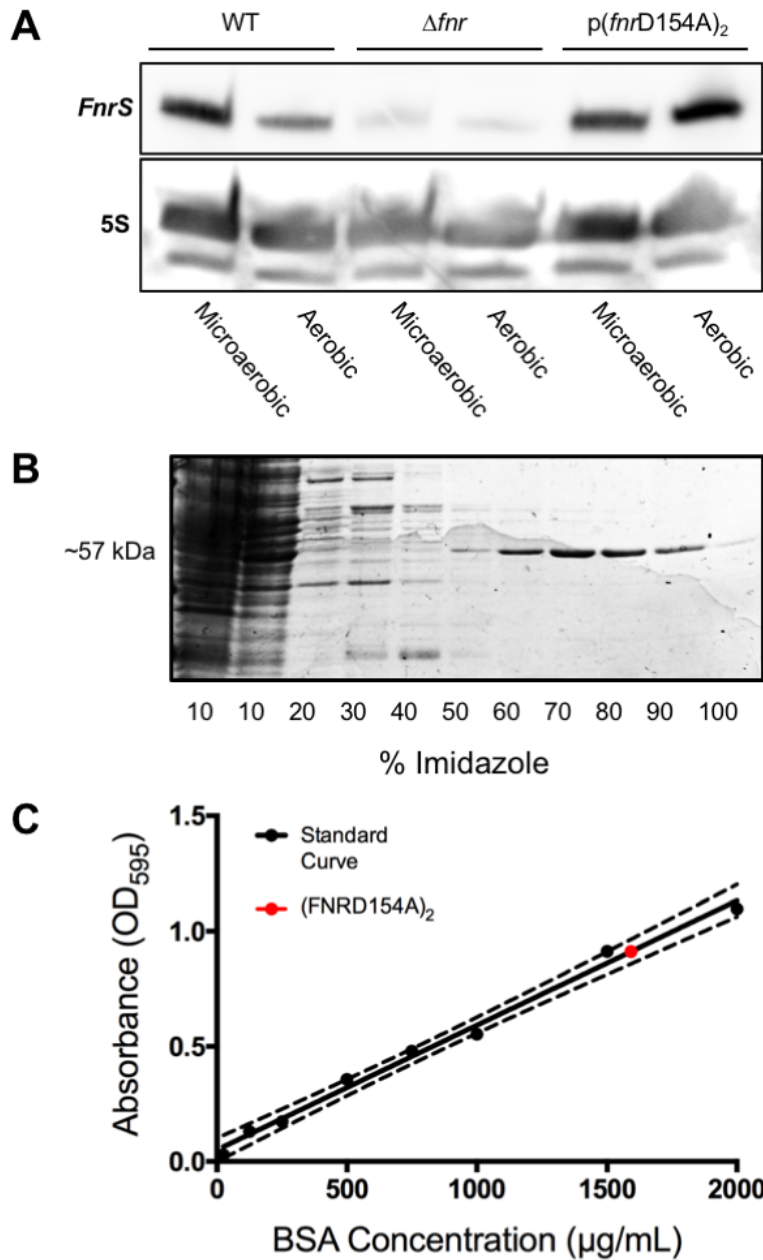 A
WT Δfnr p(fnrD154A)₂
FnrS
5S
Microaerobic Aerobic Microaerobic Aerobic Microaerobic Aerobic
B
~57 kDa
10 10 20 30 40 50 60 70 80 90 100
% Imidazole
C
1.5
Standard
Curve
(FNRD154A)₂
1.0
0.5
0.0
Absorbance (OD₅₉₅)
0 500 1000 1500 2000
BSA Concentration (µg/mL)